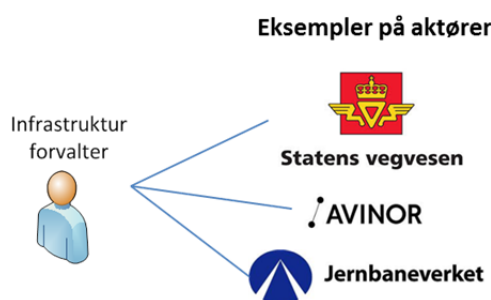 Eksempler på aktører
Infrastruktur
forvalter
Statens vegvesen
AVINOR
Jernbaneverket